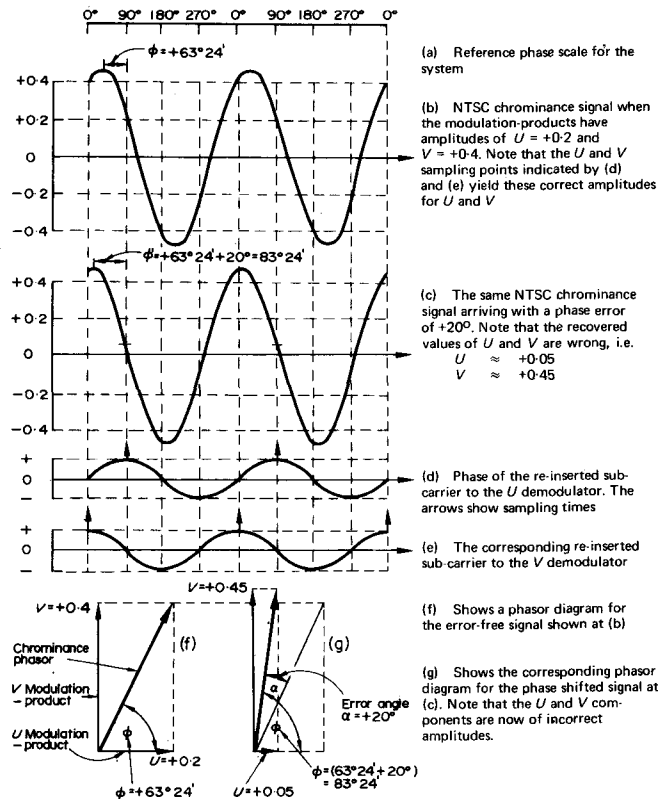 0° 90° 180° 270° 0° 90° 180° 270° 0°
ϕ=+63°24'
+0·4
+0·2
0
−0·2
−0·4
(a) Reference phase scale for the
system
(b) NTSC chrominance signal when
the modulation-products have
amplitudes of U = +0·2 and
V = +0·4. Note that the U and V
sampling points indicated by (d)
and (e) yield these correct amplitudes
for U and V
ϕ=+63°24'+20°=83°24'
+0·4
+0·2
0
−0·2
−0·4
(c) The same NTSC chrominance
signal arriving with a phase error
of +20°. Note that the recovered
values of U and V are wrong, i.e.
U ≈ +0·05
V ≈ +0·45
+
0
−
(d) Phase of the re-inserted sub-
carrier to the U demodulator. The
arrows show sampling times
+
0
−
(e) The corresponding re-inserted
sub-carrier to the V demodulator
V=+0·4
Chrominance
phasor
V Modulation
-product
U Modulation
-product
(f)
ϕ
U=+0·2
ϕ=+63°24'
V=+0·45
(g)
α
Error angle
α=+20°
ϕ
ϕ=(63°24'+20°)
= 83°24'
U=+0·05
(f) Shows a phasor diagram for
the error-free signal shown at (b)
(g) Shows the corresponding phasor
diagram for the phase shifted signal at
(c). Note that the U and V com-
ponents are now of incorrect
amplitudes.